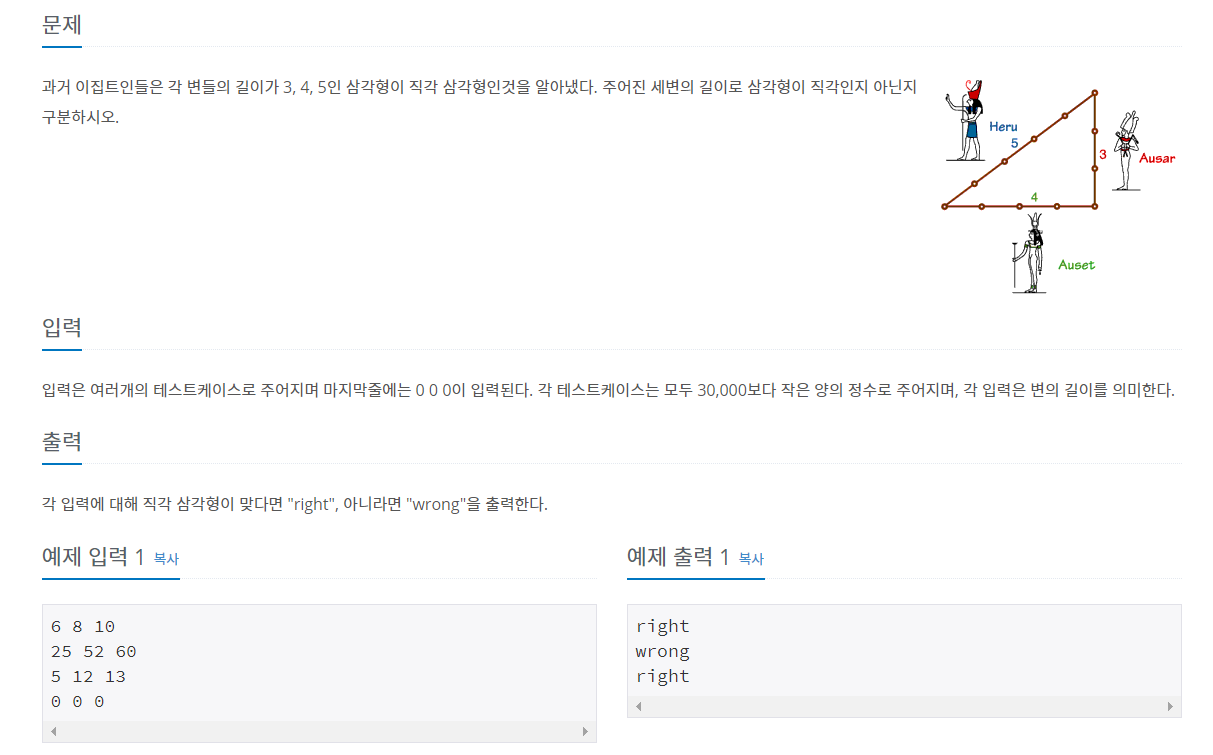 문제
과거 이집트인들은 각 변들의 길이가 3, 4, 5인 삼각형이 직각 삼각형인것을 알아냈다. 주어진 세변의 길이로 삼각형이 직각인지 아닌지
구분하시오.
Heru
5
3
Ausar
4
Auset
입력
입력은 여러개의 테스트케이스로 주어지며 마지막줄에는 0 0 0이 입력된다. 각 테스트케이스는 모두 30,000보다 작은 양의 정수로 주어지며, 각 입력은 변의 길이를 의미한다.
출력
각 입력에 대해 직각 삼각형이 맞다면 "right", 아니라면 "wrong"을 출력한다.
예제 입력 1 복사
6 8 10
25 52 60
5 12 13
0 0 0
예제 출력 1 복사
right
wrong
right